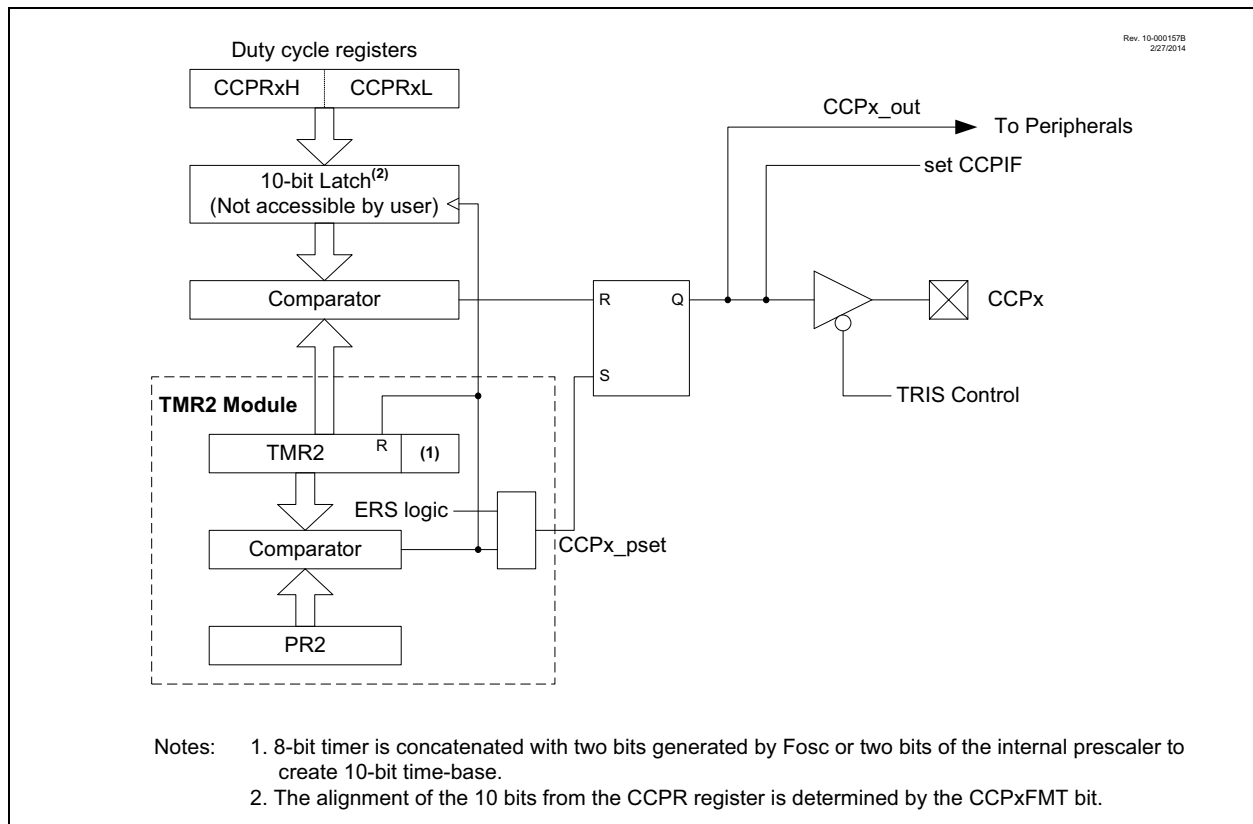 Rev. 10-000157B
2/27/2014
Duty cycle registers
CCPRxH CCPRxL
CCPx_out
To Peripherals
set CCPIF
10-bit Latch(2)
(Not accessible by user)
Comparator
R Q
CCPx
S
TRIS Control
TMR2 Module
R
TMR2 (1)
ERS logic
CCPx_pset
Comparator
PR2
Notes: 1. 8-bit timer is concatenated with two bits generated by Fosc or two bits of the internal prescaler to
create 10-bit time-base.
2. The alignment of the 10 bits from the CCPR register is determined by the CCPxFMT bit.